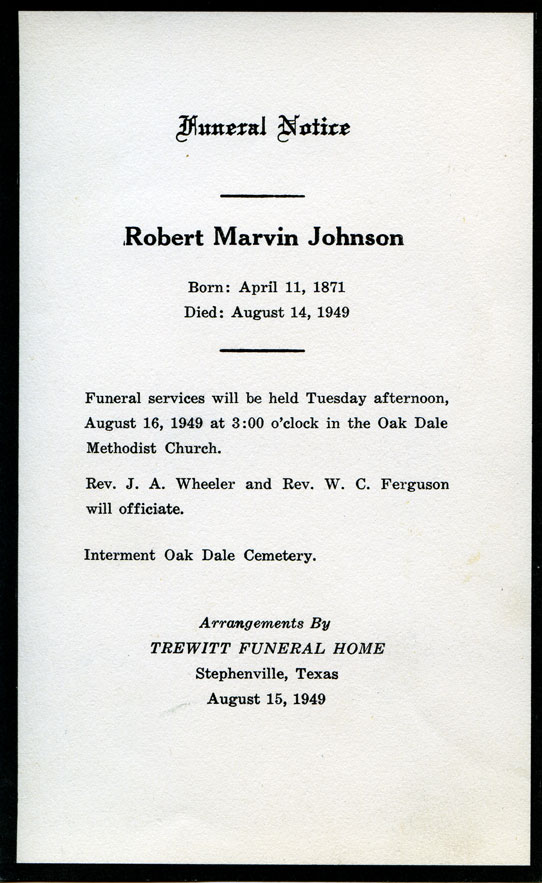 Funeral Notice
Robert Marvin Johnson
Born: April 11, 1871
Died: August 14, 1949
Funeral services will be held Tuesday afternoon,
August 16, 1949 at 3:00 o'clock in the Oak Dale
Methodist Church.
Rev. J. A. Wheeler and Rev. W. C. Ferguson
will officiate.
Interment Oak Dale Cemetery.
Arrangements By
TREWITT FUNERAL HOME
Stephenville, Texas
August 15, 1949